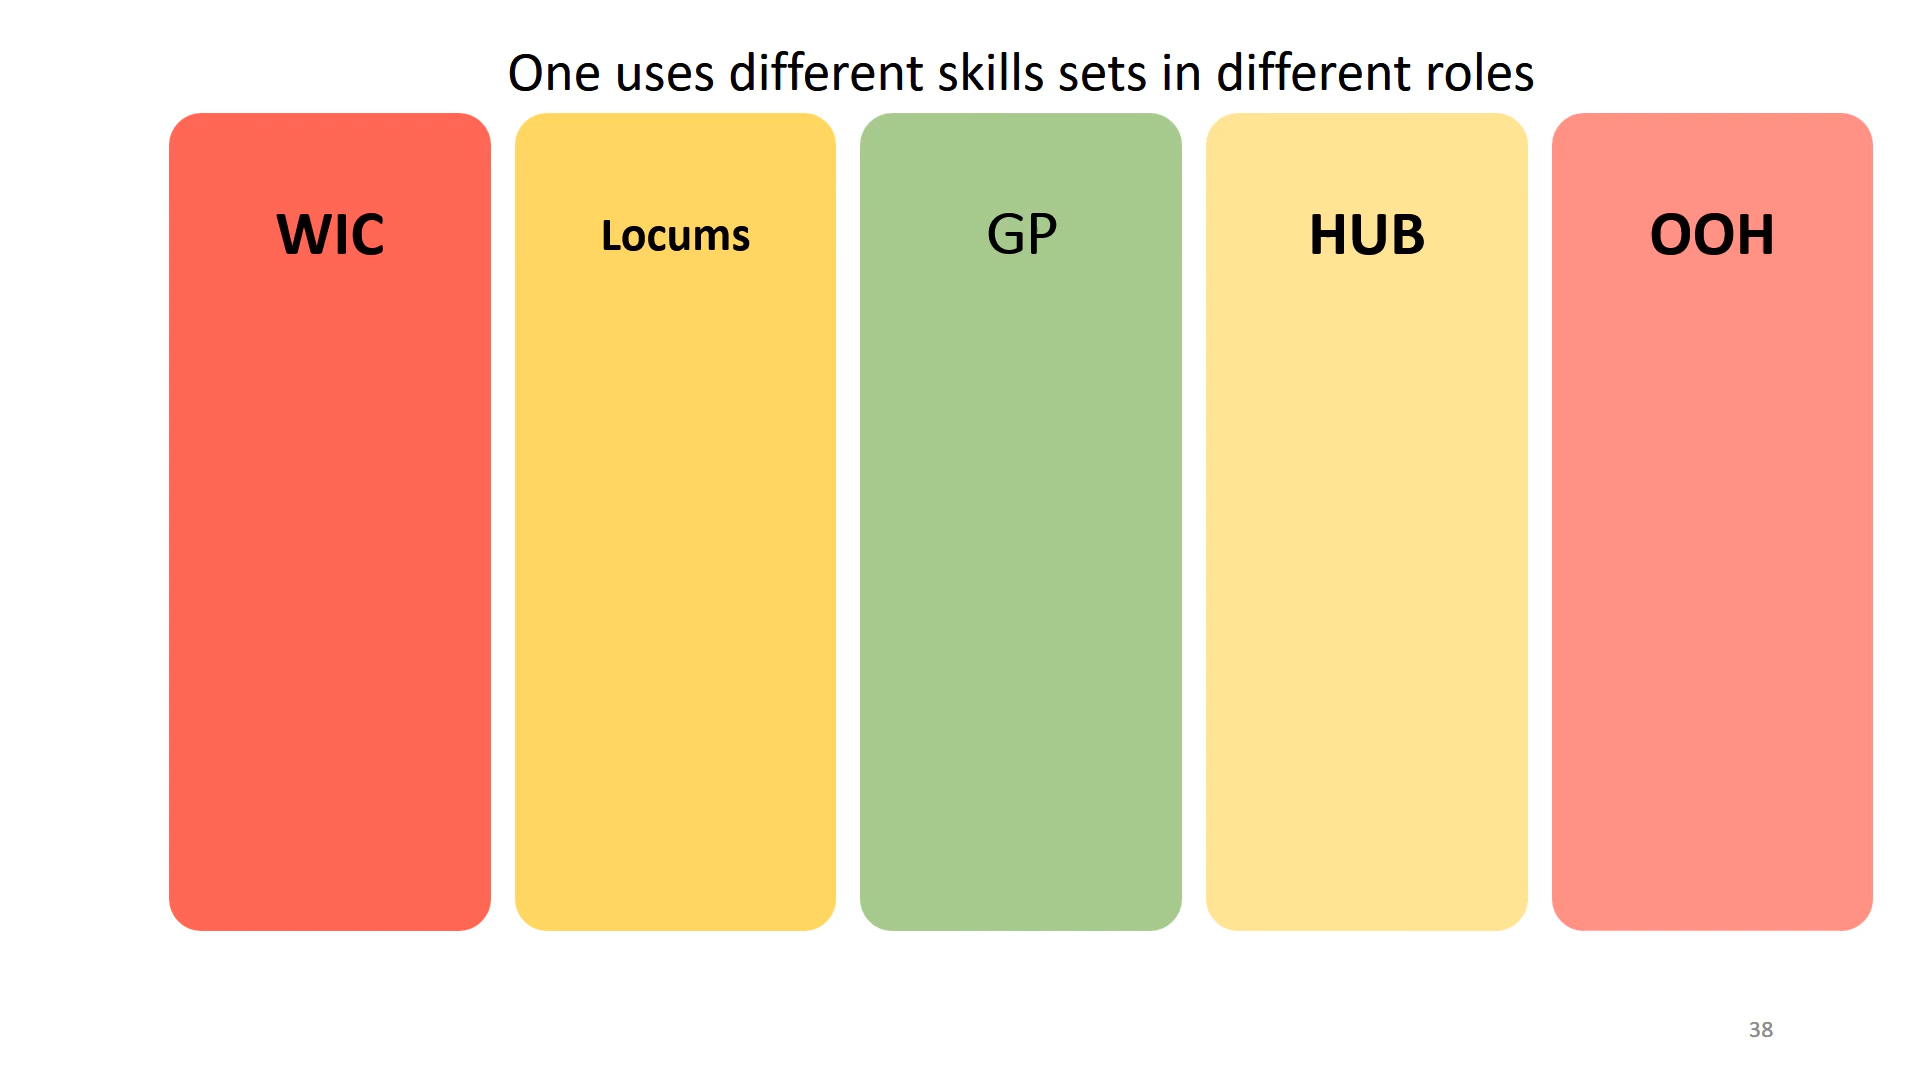 One uses different skills sets in different roles
WIC
Locums
GP
HUB
OOH
38